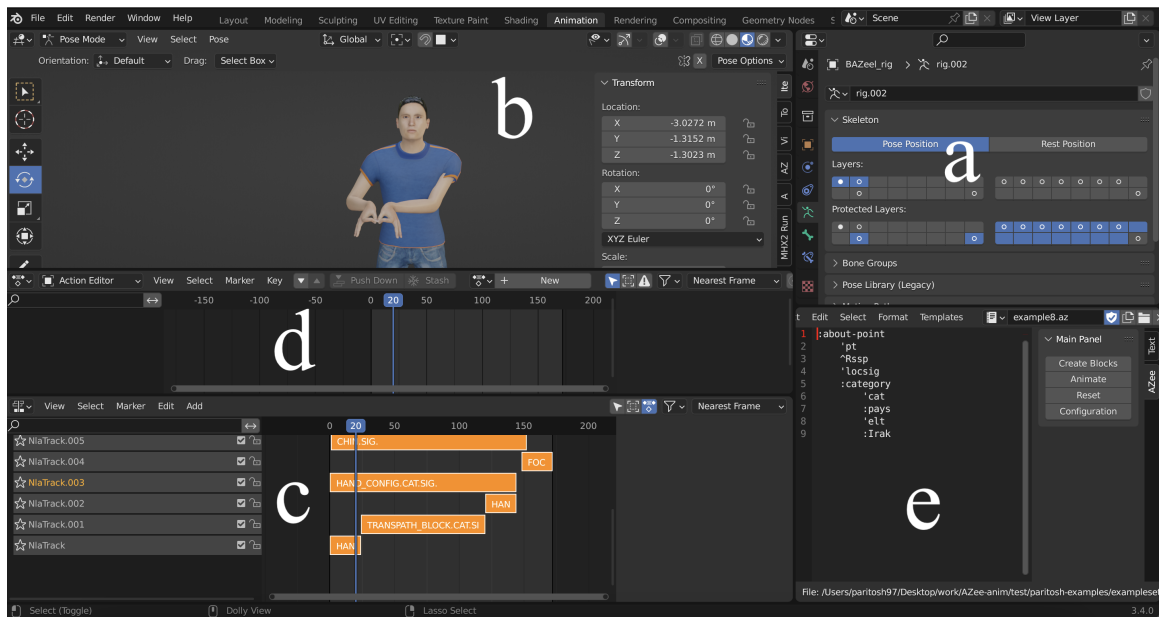 File Edit Render Window Help Layout Modeling Sculpting UV Editing Texture Paint Shading Animation Rendering Compositing Geometry Nodes S Scene View Layer
Pose Mode View Select Pose Global
Orientation: Default Drag: Select Box X Pose Options
b
Transform
Location:
X -3.0272 m
Y -1.3152 m
Z -1.3023 m
Rotation:
X 0°
Y 0°
Z 0°
XYZ Euler
Scale:
Ite
To
Vi
AZ
A
MHX2 Run
BAZeel_rig > rig.002
rig.002
Skeleton
Pose Position Rest Position
a
Layers:
Protected Layers:
Bone Groups
Pose Library (Legacy)
Action Editor View Select Marker Key Push Down Stash New Nearest Frame
-150 -100 -50 0 20 50 100 150 200
d
View Select Marker Edit Add Nearest Frame
0 20 50 100 150 200
NlaTrack.005 CHIN.SIG.
NlaTrack.004 FOC
NlaTrack.003 HAND_CONFIG.CAT.SIG.
NlaTrack.002 HAN
NlaTrack.001 TRANSPATH_BLOCK.CAT.SI
NlaTrack HAN
c
t Edit Select Format Templates example8.az
1 :about-point
2 'pt
3 ^Rssp
4 'locsig
5 :category
6 'cat
7 :pays
8 'elt
9 :Irak
Main Panel
Create Blocks
Animate
Reset
Configuration
Text
AZee
e
File: /Users/paritosh97/Desktop/work/AZee-anim/test/paritosh-examples/exampleset
Select (Toggle) Dolly View Lasso Select 3.4.0